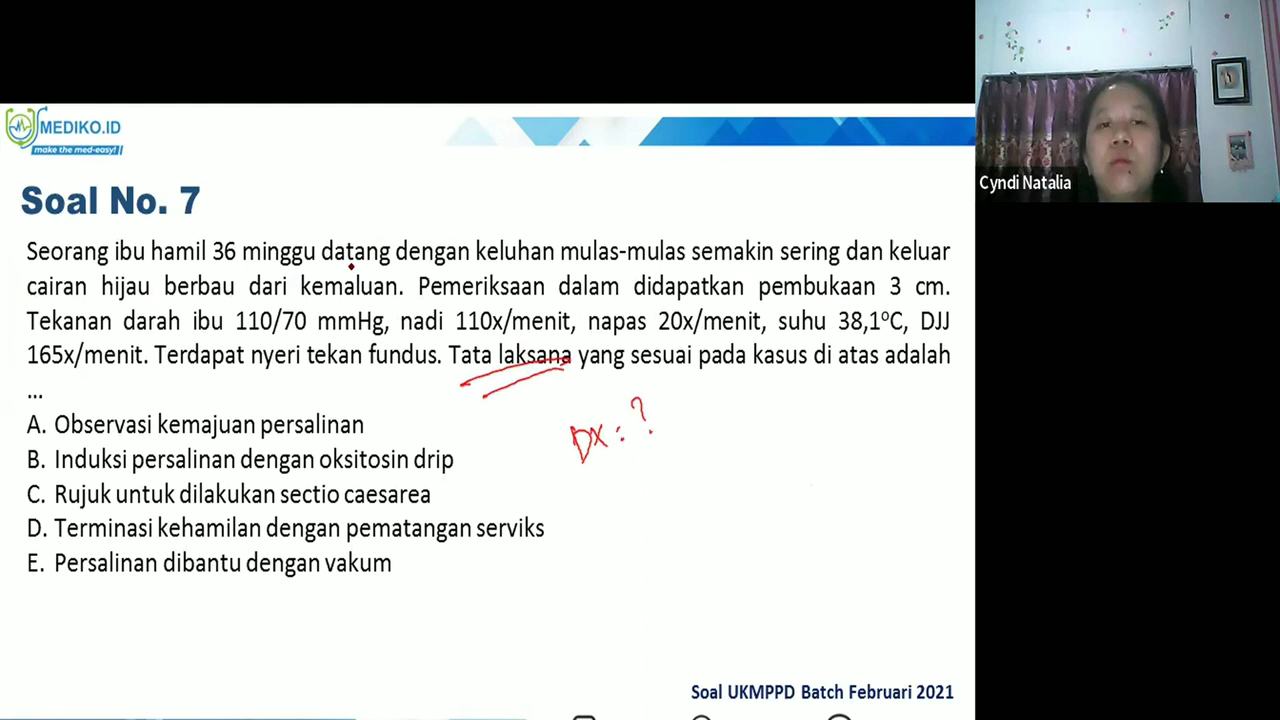 MEDIKO.ID
make the med-easy!
Cyndi Natalia
Soal No. 7
Seorang ibu hamil 36 minggu datang dengan keluhan mulas-mulas semakin sering dan keluar
cairan hijau berbau dari kemaluan. Pemeriksaan dalam didapatkan pembukaan 3 cm.
Tekanan darah ibu 110/70 mmHg, nadi 110x/menit, napas 20x/menit, suhu 38,1°C, DJJ
165x/menit. Terdapat nyeri tekan fundus. Tata laksana yang sesuai pada kasus di atas adalah
...
A. Observasi kemajuan persalinan
B. Induksi persalinan dengan oksitosin drip
C. Rujuk untuk dilakukan sectio caesarea
D. Terminasi kehamilan dengan pematangan serviks
E. Persalinan dibantu dengan vakum
DX : ?
Soal UKMPPD Batch Februari 2021